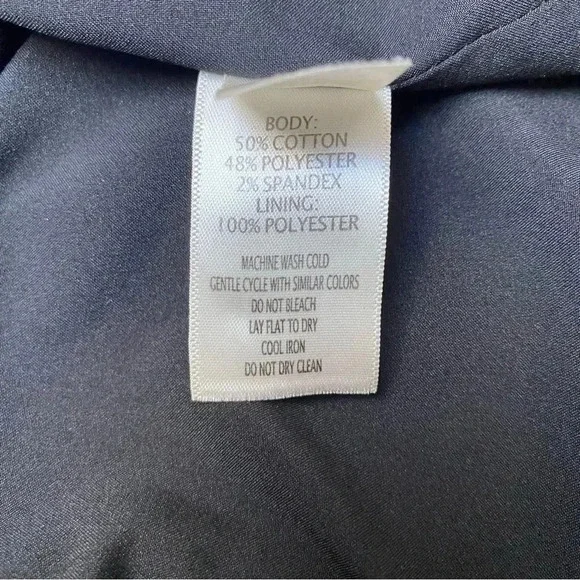 BODY:
50% COTTON
48% POLYESTER
2% SPANDEX
LINING:
100% POLYESTER
MACHINE WASH COLD
GENTLE CYCLE WITH SIMILAR COLORS
DO NOT BLEACH
LAY FLAT TO DRY
COOL IRON
DO NOT DRY CLEAN